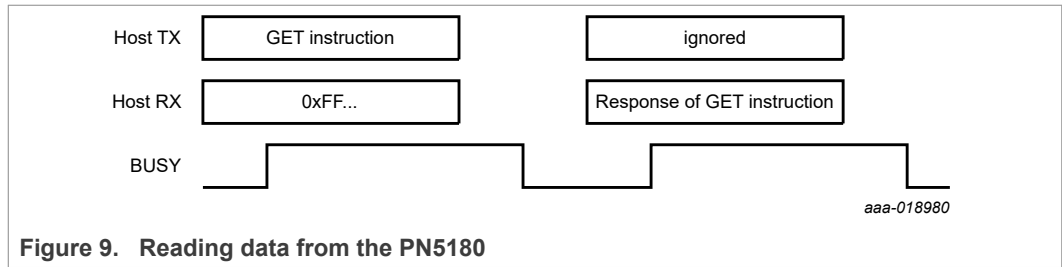 Host TX GET instruction ignored
Host RX 0xFF... Response of GET instruction
BUSY
aaa-018980
Figure 9. Reading data from the PN5180